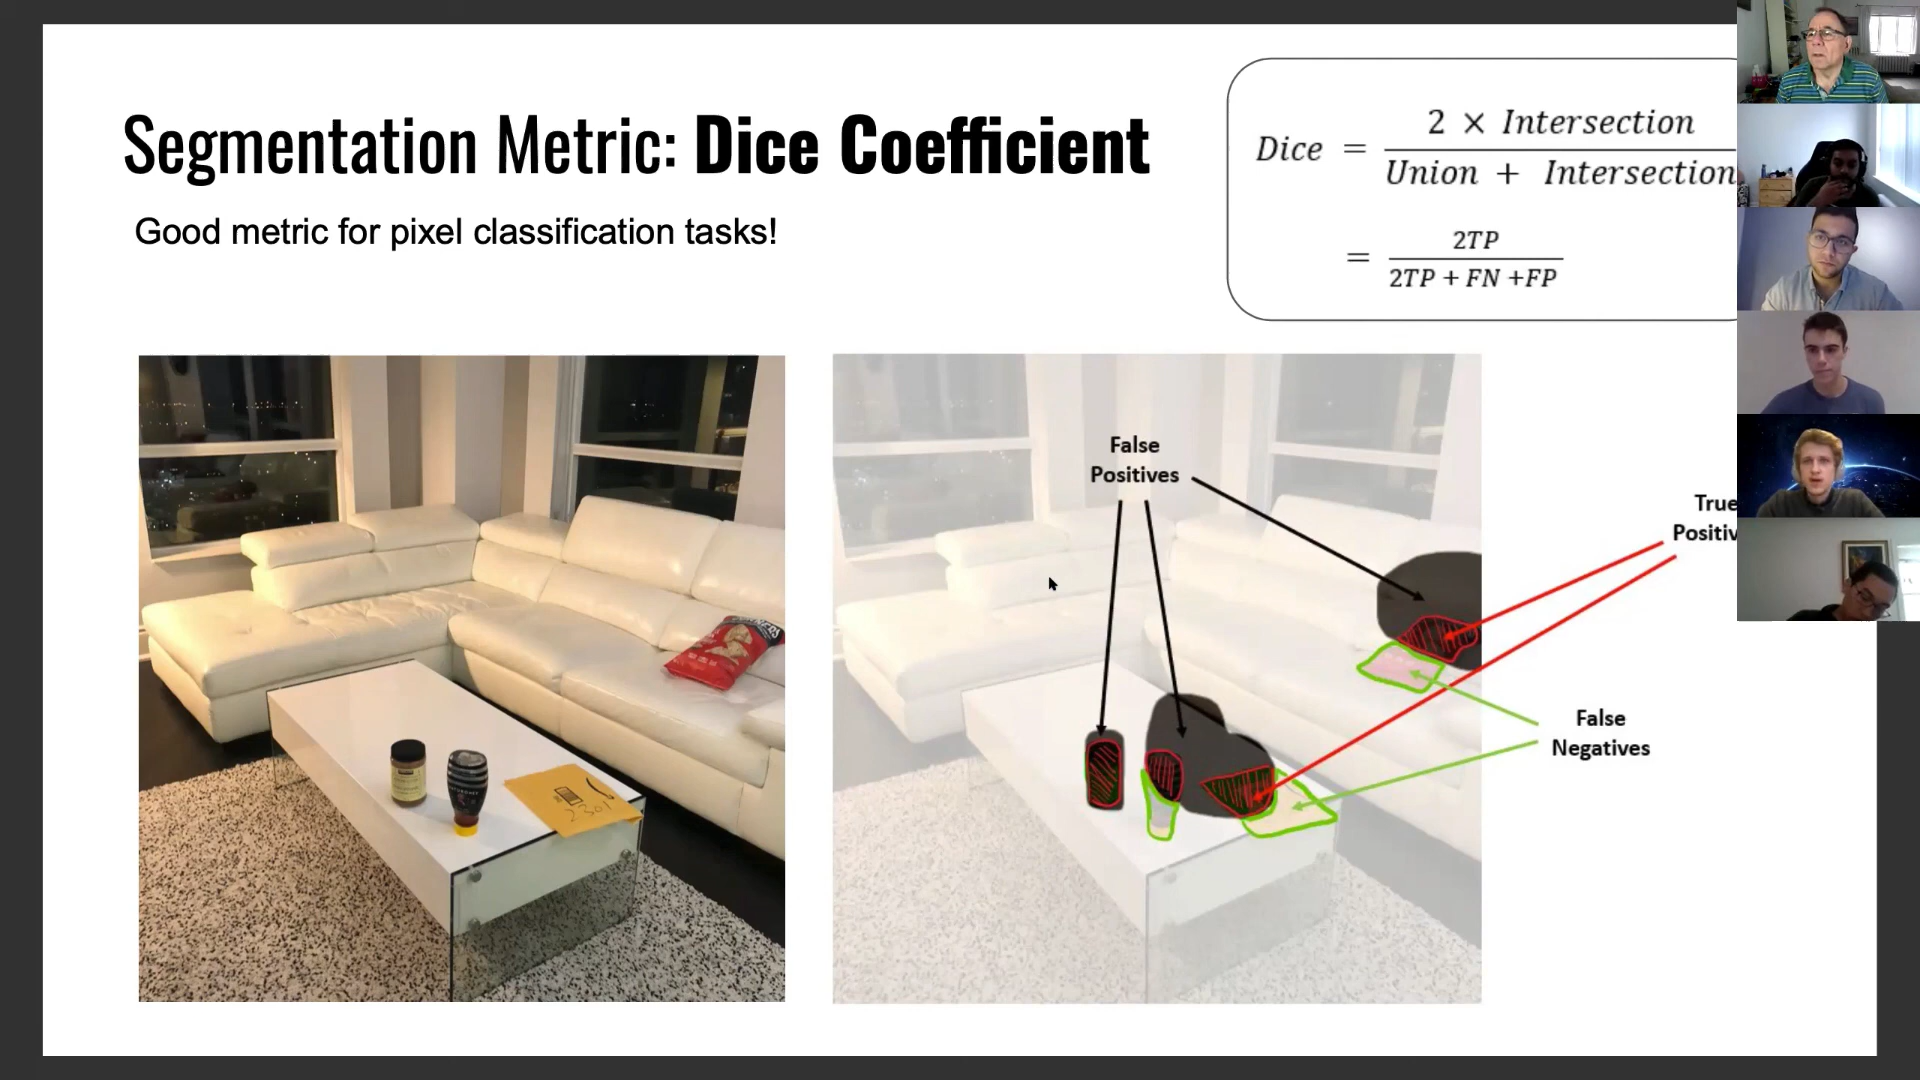 Segmentation Metric: Dice Coefficient
Good metric for pixel classification tasks!
Dice = 2 × Intersection
Union + Intersection
= 2TP
2TP + FN +FP
False
Positives
True
Positiv
False
Negatives
2301